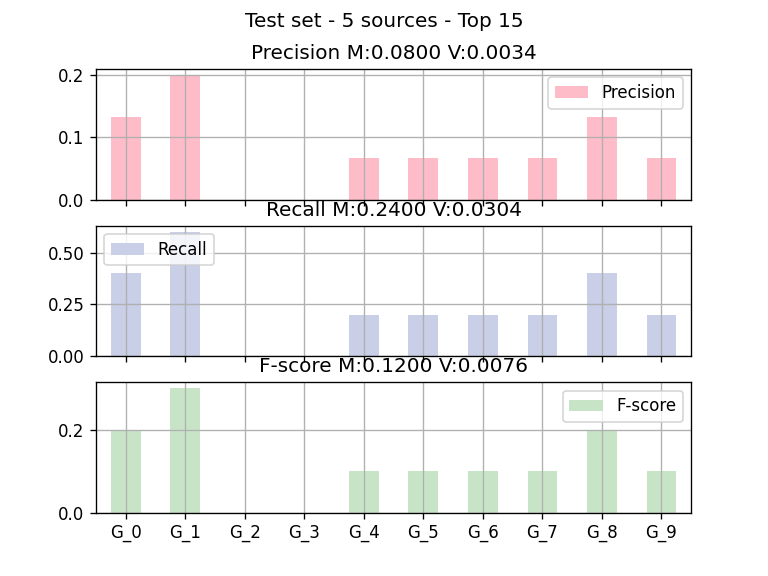 Test set - 5 sources - Top 15
Precision M:0.0800 V:0.0034
0.2
0.1
0.0
Precision
Recall M:0.2400 V:0.0304
0.50
0.25
0.00
Recall
F-score M:0.1200 V:0.0076
0.2
0.0
F-score
G_0 G_1 G_2 G_3 G_4 G_5 G_6 G_7 G_8 G_9